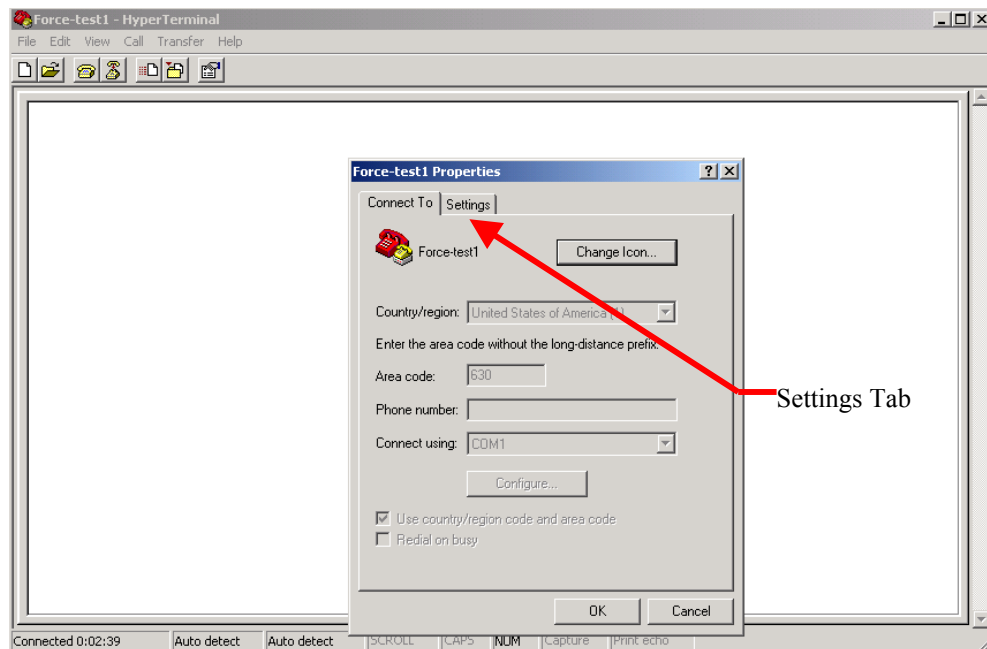 Force-test1 - HyperTerminal
File Edit View Call Transfer Help
Force-test1 Properties
Connect To Settings
Force-test1 Change Icon...
Country/region: United States of America (1)
Enter the area code without the long-distance prefix.
Area code: 630
Phone number:
Connect using: COM1
Configure...
Use country/region code and area code
Redial on busy
Settings Tab
OK Cancel
Connected 0:02:39 Auto detect Auto detect SCROLL CAPS NUM Capture Print echo